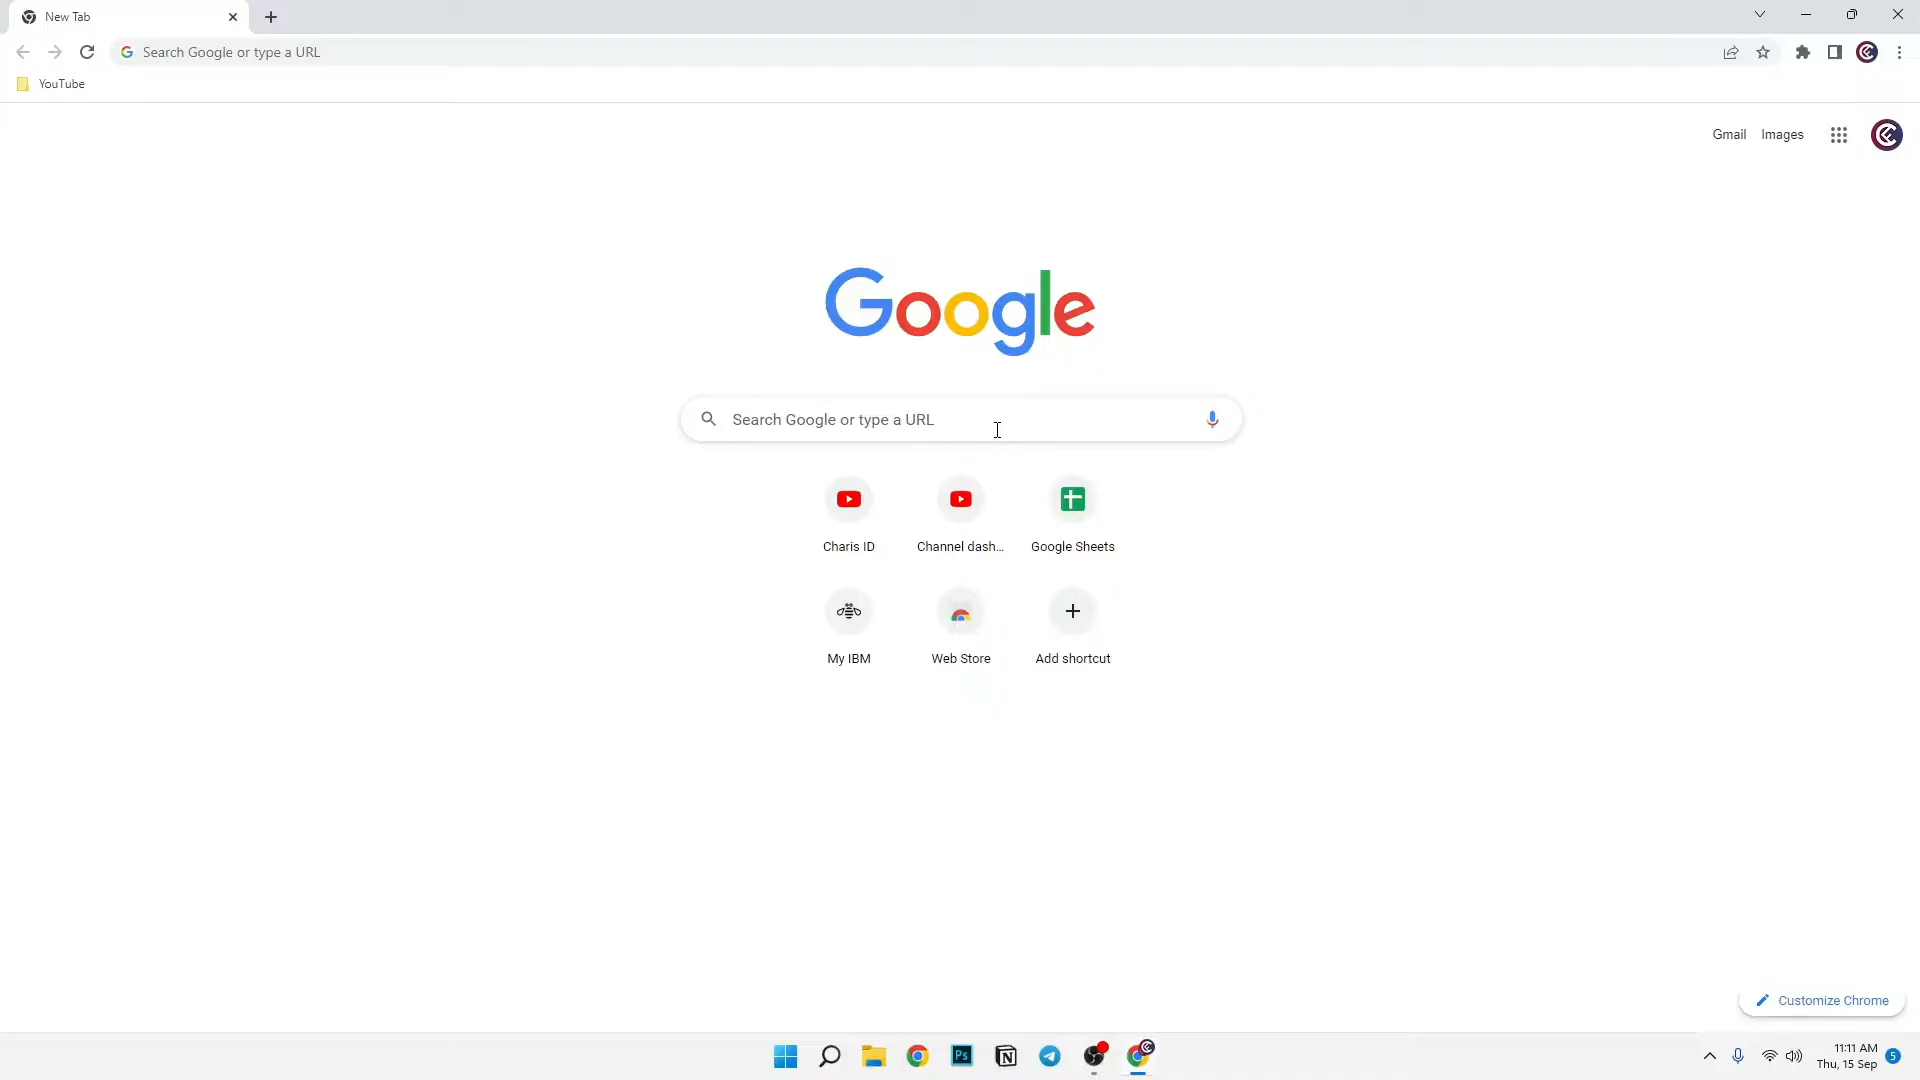 New Tab
Search Google or type a URL
YouTube
Gmail Images
Google
Search Google or type a URL
Charis ID Channel dash... Google Sheets
My IBM Web Store Add shortcut
Customize Chrome
Ps
11:11 AM
Thu, 15 Sep 5